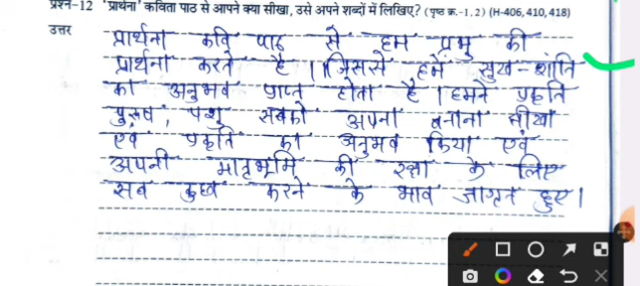 प्रश्न-12 'प्रार्थना' कविता पाठ से आपने क्या सीखा, उसे अपने शब्दों में लिखिए? (पृष्ठ क्र.-1, 2) (H-406, 410, 418)
उत्तर प्रार्थना कवि पाठ से हम प्रभु की
प्रार्थना करते है। जिससे हमें सुख-शांति
का अनुभव प्राप्त होता है। हमने प्रकृति
पुरुष, पशु सबको अपना बनाना सीखा
एवं प्रकृति का अनुभव किया एवं
अपनी मातृभूमि की रक्षा के लिए
सब कुछ करने के भाव जागृत हुए।